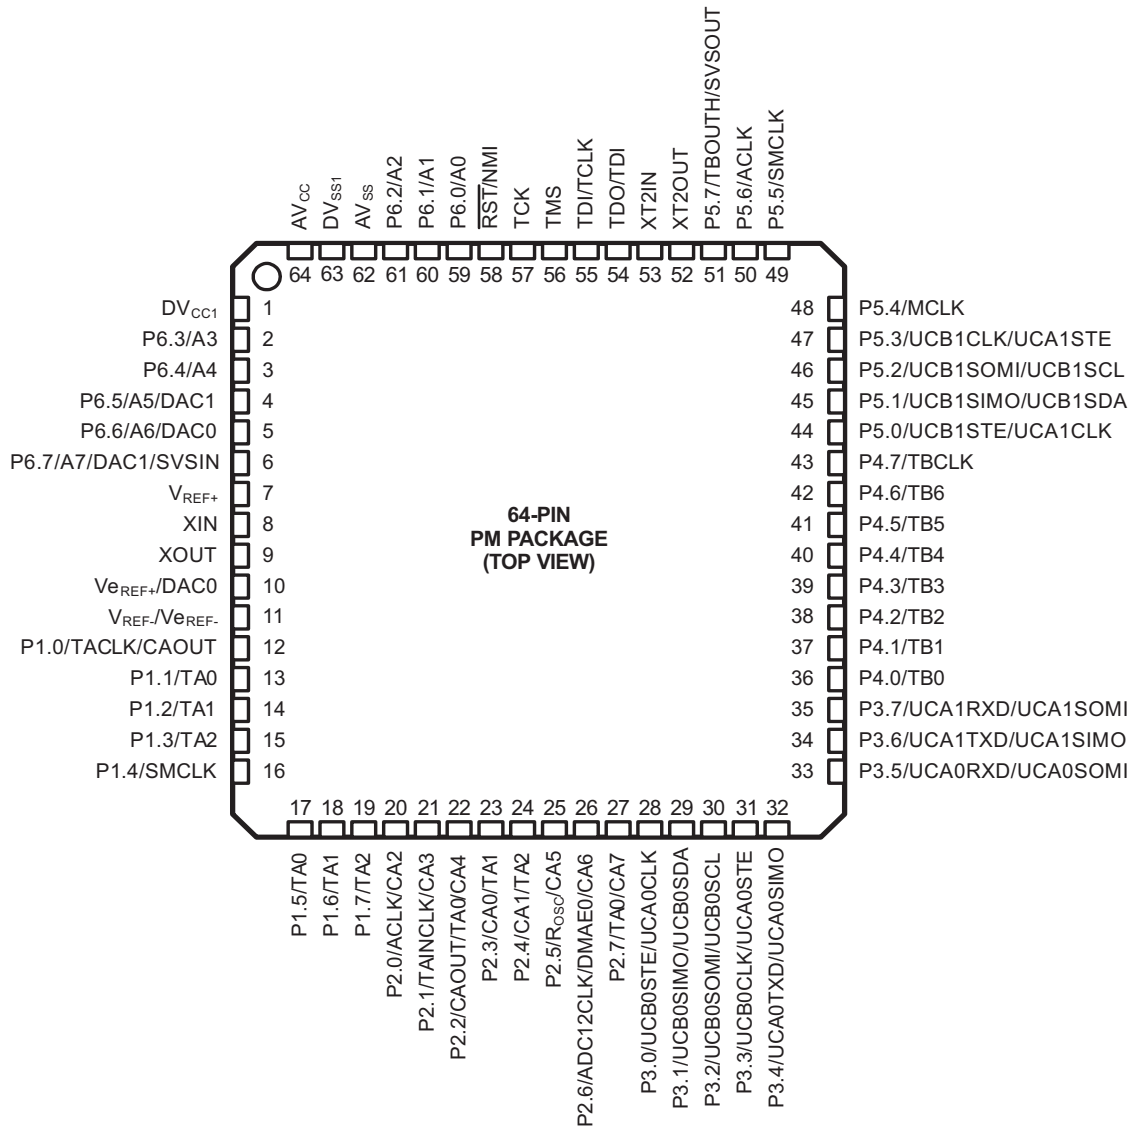 AVCC
DVSS1
AVSS
P6.2/A2
P6.1/A1
P6.0/A0
RST/NMI
TCK
TMS
TDI/TCLK
TDO/TDI
XT2IN
XT2OUT
P5.7/TBOUTH/SVSOUT
P5.6/ACLK
P5.5/SMCLK
64 63 62 61 60 59 58 57 56 55 54 53 52 51 50 49
DVCC1 1
P6.3/A3 2
P6.4/A4 3
P6.5/A5/DAC1 4
P6.6/A6/DAC0 5
P6.7/A7/DAC1/SVSIN 6
VREF+ 7
XIN 8
XOUT 9
VeREF+/DAC0 10
VREF-/VeREF- 11
P1.0/TACLK/CAOUT 12
P1.1/TA0 13
P1.2/TA1 14
P1.3/TA2 15
P1.4/SMCLK 16
64-PIN
PM PACKAGE
(TOP VIEW)
48 P5.4/MCLK
47 P5.3/UCB1CLK/UCA1STE
46 P5.2/UCB1SOMI/UCB1SCL
45 P5.1/UCB1SIMO/UCB1SDA
44 P5.0/UCB1STE/UCA1CLK
43 P4.7/TBCLK
42 P4.6/TB6
41 P4.5/TB5
40 P4.4/TB4
39 P4.3/TB3
38 P4.2/TB2
37 P4.1/TB1
36 P4.0/TB0
35 P3.7/UCA1RXD/UCA1SOMI
34 P3.6/UCA1TXD/UCA1SIMO
33 P3.5/UCA0RXD/UCA0SOMI
17 18 19 20 21 22 23 24 25 26 27 28 29 30 31 32
P1.5/TA0
P1.6/TA1
P1.7/TA2
P2.0/ACLK/CA2
P2.1/TAINCLK/CA3
P2.2/CAOUT/TA0/CA4
P2.3/CA0/TA1
P2.4/CA1/TA2
P2.5/ROSC/CA5
P2.6/ADC12CLK/DMAE0/CA6
P2.7/TA0/CA7
P3.0/UCB0STE/UCA0CLK
P3.1/UCB0SIMO/UCB0SDA
P3.2/UCB0SOMI/UCB0SCL
P3.3/UCB0CLK/UCA0STE
P3.4/UCA0TXD/UCA0SIMO